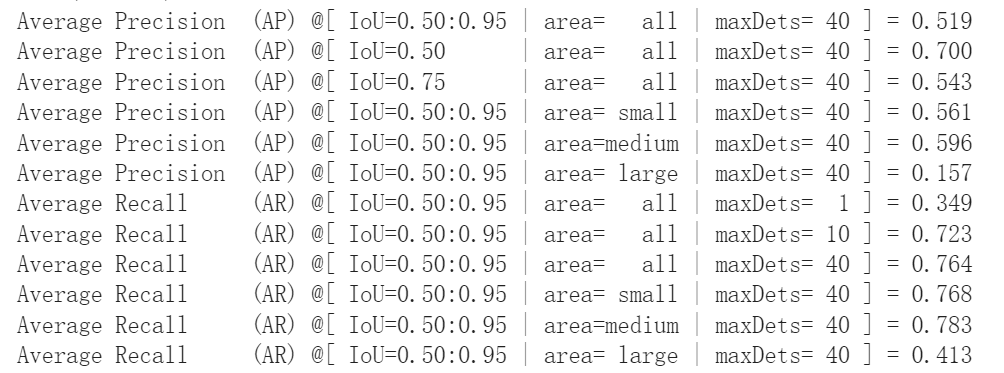 Average Precision  (AP) @[ IoU=0.50:0.95 | area=   all | maxDets= 40 ] = 0.519
Average Precision  (AP) @[ IoU=0.50      | area=   all | maxDets= 40 ] = 0.700
Average Precision  (AP) @[ IoU=0.75      | area=   all | maxDets= 40 ] = 0.543
Average Precision  (AP) @[ IoU=0.50:0.95 | area= small | maxDets= 40 ] = 0.561
Average Precision  (AP) @[ IoU=0.50:0.95 | area=medium | maxDets= 40 ] = 0.596
Average Precision  (AP) @[ IoU=0.50:0.95 | area= large | maxDets= 40 ] = 0.157
Average Recall     (AR) @[ IoU=0.50:0.95 | area=   all | maxDets=  1 ] = 0.349
Average Recall     (AR) @[ IoU=0.50:0.95 | area=   all | maxDets= 10 ] = 0.723
Average Recall     (AR) @[ IoU=0.50:0.95 | area=   all | maxDets= 40 ] = 0.764
Average Recall     (AR) @[ IoU=0.50:0.95 | area= small | maxDets= 40 ] = 0.768
Average Recall     (AR) @[ IoU=0.50:0.95 | area=medium | maxDets= 40 ] = 0.783
Average Recall     (AR) @[ IoU=0.50:0.95 | area= large | maxDets= 40 ] = 0.413